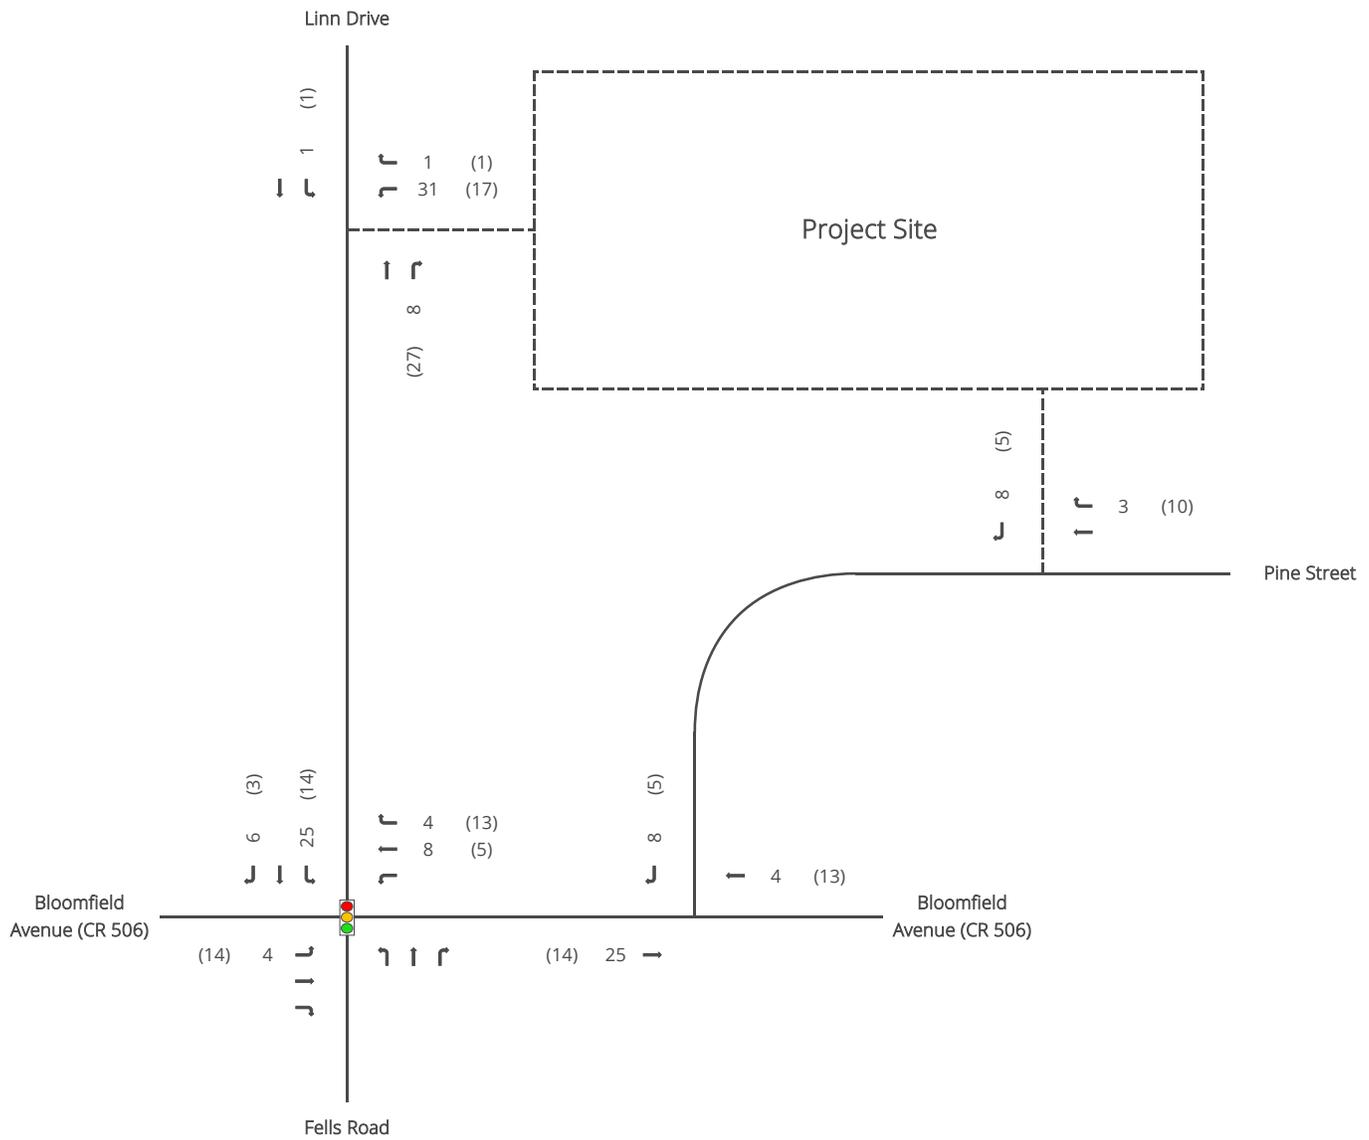 Linn Drive
(1)
1
1 (1)
31 (17)
Project Site
8
(27)
(5)
8
3 (10)
Pine Street
(3) (14)
6 25
4 (13)
8 (5)
(5)
8
4 (13)
Bloomfield
Avenue (CR 506)
Bloomfield
Avenue (CR 506)
(14) 4
(14) 25
Fells Road